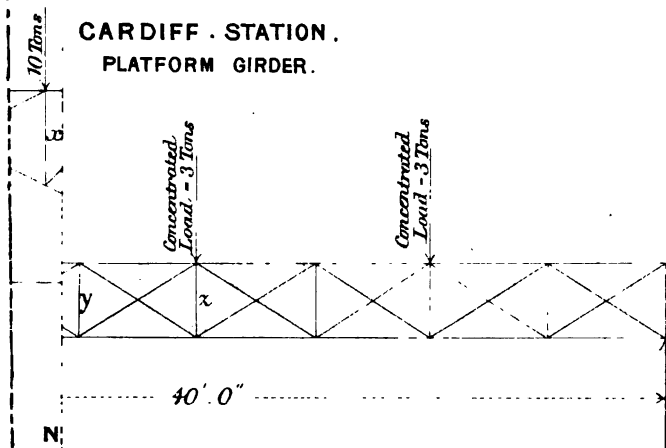 CARDIFF . STATION .
PLATFORM GIRDER.
10 Tons
x
Concentrated
Load. - 3 Tons
Concentrated
Load - 3 Tons
y
z
40'. 0"
N